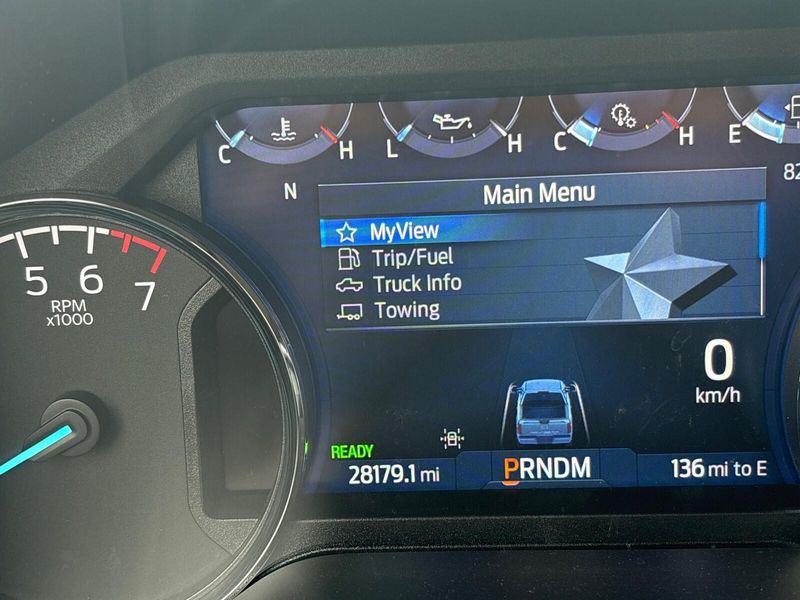 C H L H C H E
N
82
Main Menu
MyView
Trip/Fuel
Truck Info
Towing
5 6 7
RPM
x1000
0
km/h
READY
28179.1 mi
PRNDM
136 mi to E